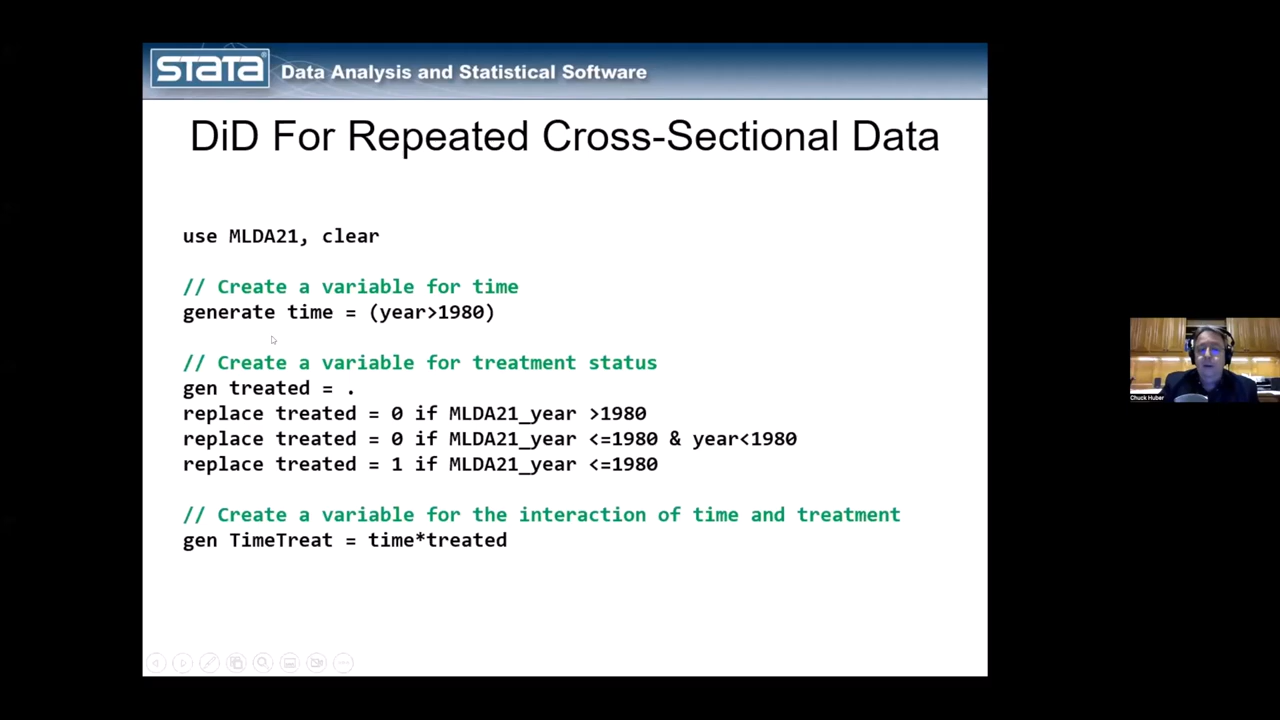 STATA® Data Analysis and Statistical Software
DiD For Repeated Cross-Sectional Data
use MLDA21, clear
// Create a variable for time
generate time = (year>1980)
// Create a variable for treatment status
gen treated = .
replace treated = 0 if MLDA21_year >1980
replace treated = 0 if MLDA21_year <=1980 & year<1980
replace treated = 1 if MLDA21_year <=1980
// Create a variable for the interaction of time and treatment
gen TimeTreat = time*treated
Chuck Huber